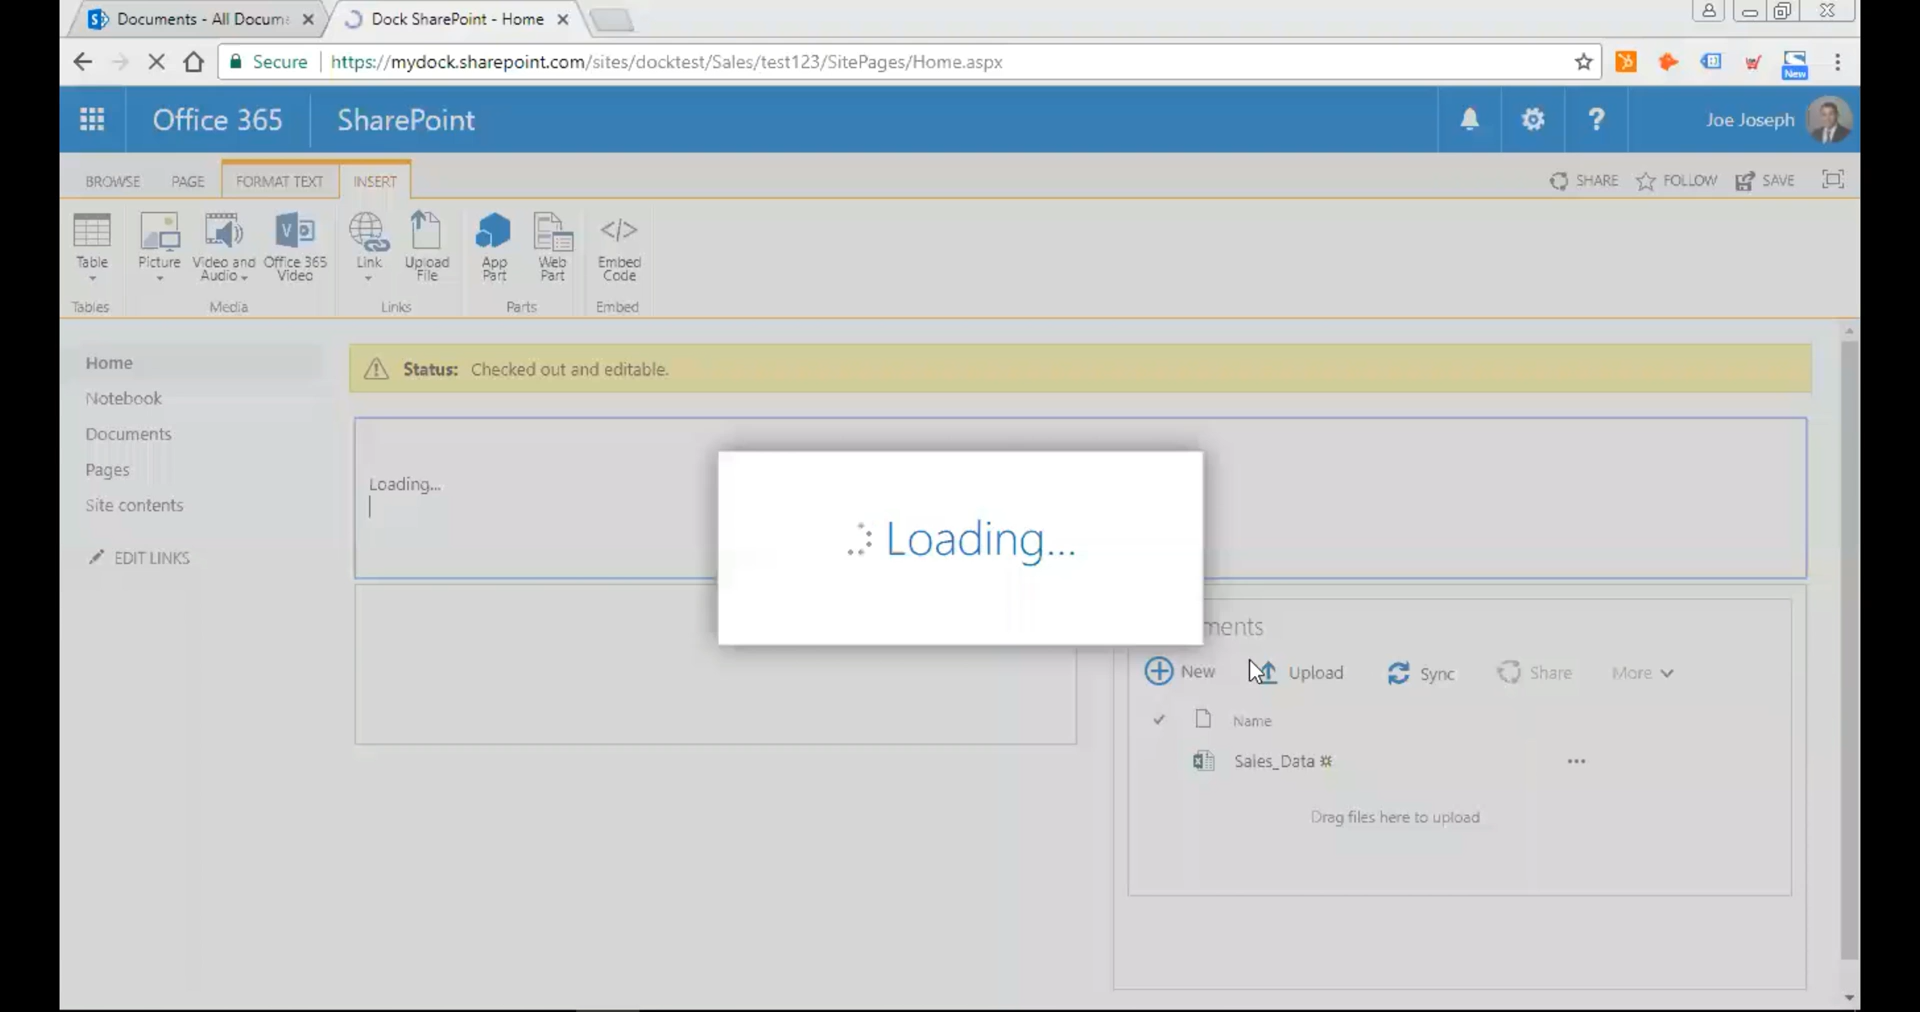 Documents - All Docum
Dock SharePoint - Home
Secure
https://mydock.sharepoint.com/sites/docktest/Sales/test123/SitePages/Home.aspx
New
Office 365
SharePoint
?
Joe Joseph
BROWSE
PAGE
FORMAT TEXT
INSERT
SHARE
FOLLOW
SAVE
Table
Picture
Video and
Audio
Office 365
Video
Link
Upload
File
App
Part
Web
Part
Embed
Code
Tables
Media
Links
Parts
Embed
Home
Notebook
Documents
Pages
Site contents
EDIT LINKS
Status: Checked out and editable.
Loading...
Loading...
ments
New
Upload
Sync
Share
More
Name
Sales_Data
...
Drag files here to upload